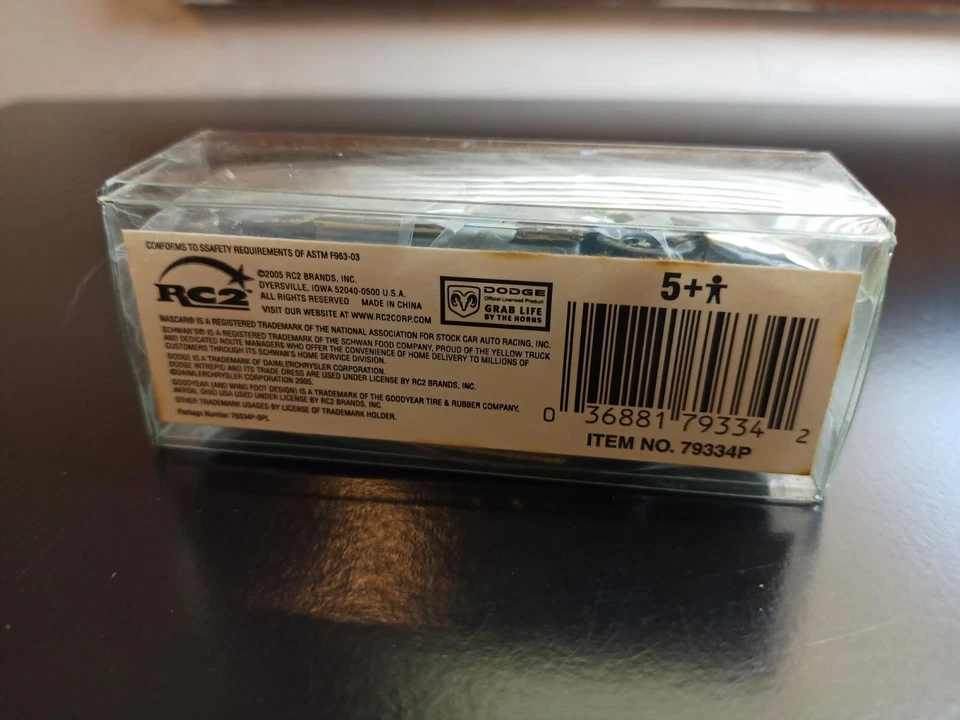 CONFORMS TO SSAFETY REQUIREMENTS OF ASTM F963-03
RC2
©2005 RC2 BRANDS, INC.
DYERSVILLE, IOWA 52040-0500 U.S.A.
ALL RIGHTS RESERVED MADE IN CHINA
VISIT OUR WEBSITE AT WWW.RC2CORP.COM
DODGE
Official Licensed Product
GRAB LIFE
BY THE HORNS
NASCAR® IS A REGISTERED TRADEMARK OF THE NATIONAL ASSOCIATION FOR STOCK CAR AUTO RACING, INC.
SCHWAN'S® IS A REGISTERED TRADEMARK OF THE SCHWAN FOOD COMPANY, PROUD OF THE YELLOW TRUCK
AND DEDICATED ROUTE MANAGERS WHO OFFER THE CONVENIENCE OF HOME DELIVERY TO MILLIONS OF
CUSTOMERS THROUGH ITS SCHWAN'S HOME SERVICE DIVISION.
DODGE IS A TRADEMARK OF DAIMLERCHRYSLER CORPORATION.
DODGE INTREPID AND ITS TRADE DRESS ARE USED UNDER LICENSE BY RC2 BRANDS, INC.
©DAIMLERCHRYSLER CORPORATION 2005.
GOODYEAR (AND WING FOOT DESIGN) IS A TRADEMARK OF THE GOODYEAR TIRE & RUBBER COMPANY,
AKRON, OHIO USA USED UNDER LICENSE BY RC2 BRANDS, INC.
OTHER TRADEMARK USAGES BY LICENSE OF TRADEMARK HOLDER.
Package Number 79334P-0PL
5+
0 36881 79334 2
ITEM NO. 79334P